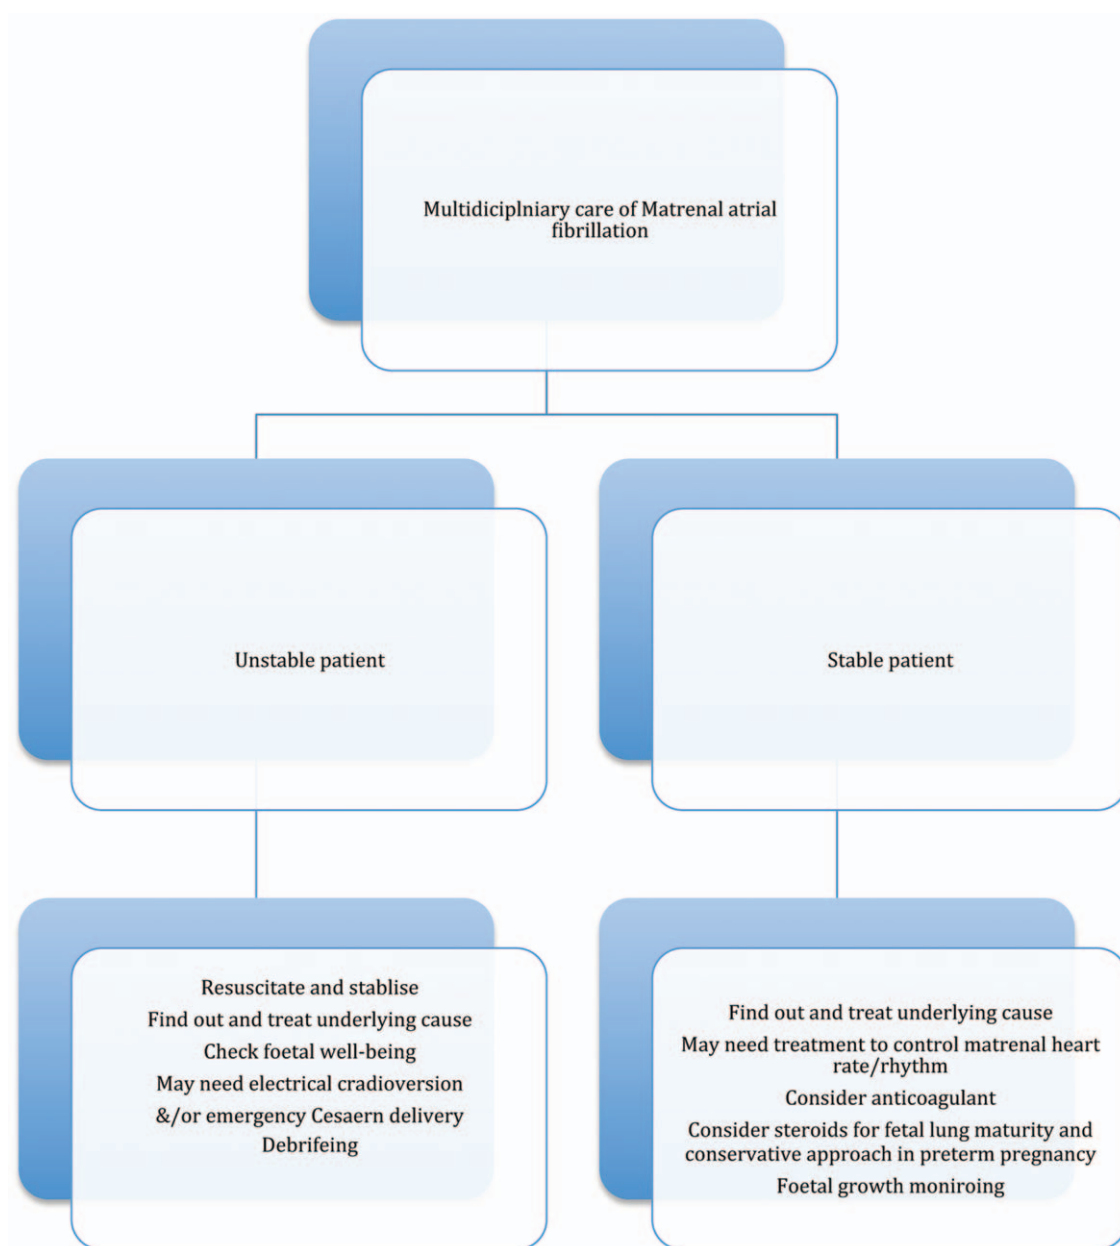 Multidiciplniary care of Matrenal atrial
fibrillation
Unstable patient
Stable patient
Resuscitate and stablise
Find out and treat underlying cause
Check foetal well-being
May need electrical cradioversion
&/or emergency Cesaern delivery
Debrifeing
Find out and treat underlying cause
May need treatment to control matrenal heart
rate/rhythm
Consider anticoagulant
Consider steroids for fetal lung maturity and
conservative approach in preterm pregnancy
Foetal growth moniroing